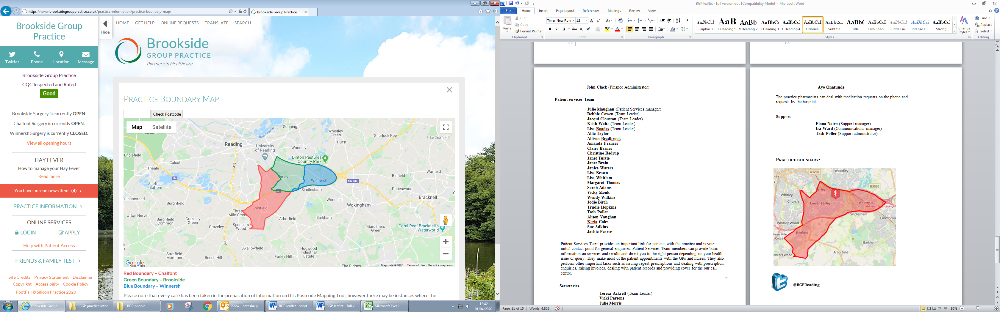 https://www.brooksidegrouppractice.co.uk/practice-information/practice-boundary-map/
Brookside Group Practice
Brookside Group
Practice
Hide
Twitter
Phone
Location
Message
Brookside Group Practice
CQC Inspected and Rated
Good
Brookside Surgery is currently OPEN.
Chalfont Surgery is currently OPEN.
Winnersh Surgery is currently CLOSED.
View all opening hours
HAY FEVER
How to manage your Hay Fever
Read more
You have unread news items (4)
PRACTICE INFORMATION
ONLINE SERVICES
LOGIN
APPLY
Help with Patient Access
FRIENDS & FAMILY TEST
Site Credits Privacy Statement Disclaimer
Copyright Accessibility Cookie Policy
FootFall © Silicon Practice 2020
HOME GET HELP ONLINE REQUESTS TRANSLATE SEARCH
Brookside
GROUP PRACTICE
Partners in Healthcare
PRACTICE BOUNDARY MAP
Check Postcode
Map Satellite
Sonning
River Thames
Whistley
Green
Shurlock Row
Hawthorn Hill
Reading
University
of Reading
Woodley
Hurst
Englefield
Dinton Pastures
Country Park
Calcot
A33
Theale
M4
Earley
Warfield
Binfield
A329(M)
Winnersh
Sheffield
Bottom
M4
Sindlesham
Popeswood
ulhamstead
Burghfield
Woosehill
Wokingham
Bracknell
Shinfield
Three
Mile Cross
Ufton Nervet
Burghfield
Common
Grazeley
Green
Arborfield
Barkham
Grazeley
Spencers
Wood
Gardeners
Green
Coral Reef Bracknell's
Waterworld
A33
Swallowfield
Hogwood
Industrial
Estate
Stratfield
Mortimer
Beech Hill
Farley Hill
Google
Mortimer
The Ridges
Map data ©2020 Terms of Use Report a map error
Red Boundary – Chalfont
Green Boundary – Brookside
Blue Boundary – Winnersh
Please note that every care has been taken in the preparation of information on this Postcode Mapping Tool, however there may be instances where the
Brookside Group ...
BGP practice infor...
BGP people
Inbox - natasha.p...
BGP leaflet - short...
BGP leaflet - full v...
Microsoft Excel - ...
13:42
01/04/2020
BGP leaflet - full version.doc [Compatibility Mode] - Microsoft Word
File Home Insert Page Layout References Mailings Review View
Paste
Cut
Copy
Format Painter
Clipboard
Times New Rom 12
Font
Paragraph
AaBbCcL AaB AaBb AaBbC AaBbCcl AaBbCcI AaBbCcI AaBb( AaBbCcI AaBbCcL AaBbCcL AaBbCcl
Emphasis ¶ Heading 1 ¶ Heading 2 ¶ Heading 3 ¶ Heading 4 ¶ Normal Subtitle Title ¶ No Spaci... Subtle Em... Intense E... Strong
Change
Styles
Styles
Find
Replace
Select
Editing
11 |
12 |
John Clack (Finance Administrator)
Patient services Team
Julie Maughan (Patient Services manager)
Debbie Cowen (Team Leader)
Jacqui Clouston (Team Leader)
Keith Waite (Team Leader)
Lisa Noades (Team Leader)
Allie Taylor
Allison Bradbrook
Amanda Frances
Claire Barnes
Christine Redrup
Janet Turtle
Janet Brain
Janice Waters
Lisa Brown
Lisa Whitlam
Margaret Thomas
Sarah Adams
Vicky Monk
Wendy Wilkins
Jodie Birch
Trudie Hopkins
Tash Poller
Alison Vaughan
Kezia Coles
Sue Adkins
Jackie Pearce
Patient Services Team provides an important link for patients with the practice and is your
initial contact point for general enquiries. Patient Services Team members can provide basic
information on services and results and direct you to the right person depending on your health
issue or query. They make most of the patient appointments with the GPs and nurses. They also
perform other important tasks such as issuing repeat prescriptions and dealing with prescription
enquiries, raising invoices, dealing with patient records and providing cover for the our call
centre.
Secretaries
Teresa Ackrell (Team Leader)
Vicki Parsons
Julie Morris
Ayo Onatunde
The practice pharmacists can deal with medication requests on the phone and
requests by the hospital.
Support
Fiona Nairn (Support manager)
Ira Ward (Communications manager)
Tash Poller (Support administrator)
PRACTICE BOUNDARY:
A3290
Woodley
B3030
Earley
Whitley
Church
Lower Earley
Winnersh
Winnersh Interchange
10
Sindlesham
Emmbroo
Whitley Wood
Shinfield
hree Mile
Cross
Barkham
Arborfield
encers Wood
@BGPReading
Page: 11 of 15 Words: 4,802
90%